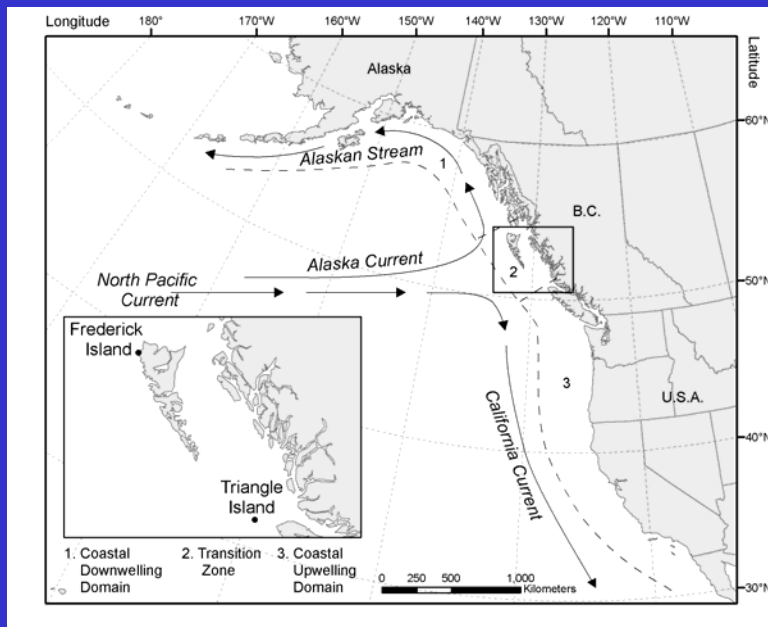 Longitude
180° 170°W 160°W 150°W 140°W 130°W 120°W 110°W
Latitude
Alaska
60°N
Alaskan Stream
1
B.C.
Alaska Current
2
50°N
North Pacific
Current
Frederick
Island
3
U.S.A.
California Current
40°N
Triangle
Island
1. Coastal
Downwelling
Domain
2. Transition
Zone
3. Coastal
Upwelling
Domain
0 250 500 1,000
Kilometers
30°N